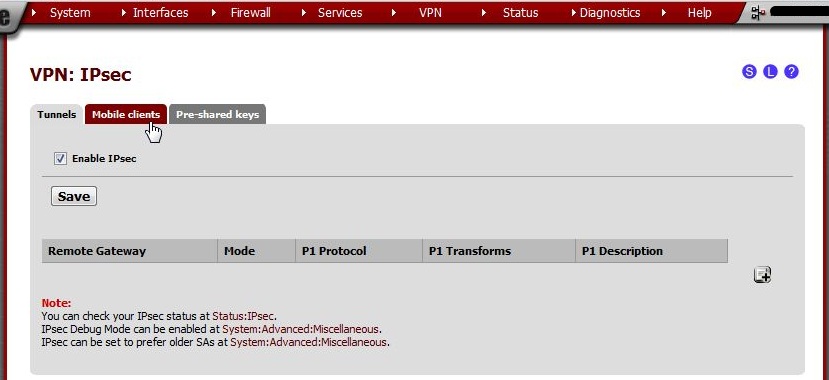 System Interfaces Firewall Services VPN Status Diagnostics Help
VPN: IPsec
S L ?
Tunnels Mobile clients Pre-shared keys
Enable IPsec
Save
Remote Gateway Mode P1 Protocol P1 Transforms P1 Description
Note:
You can check your IPsec status at Status:IPsec.
IPsec Debug Mode can be enabled at System:Advanced:Miscellaneous.
IPsec can be set to prefer older SAs at System:Advanced:Miscellaneous.